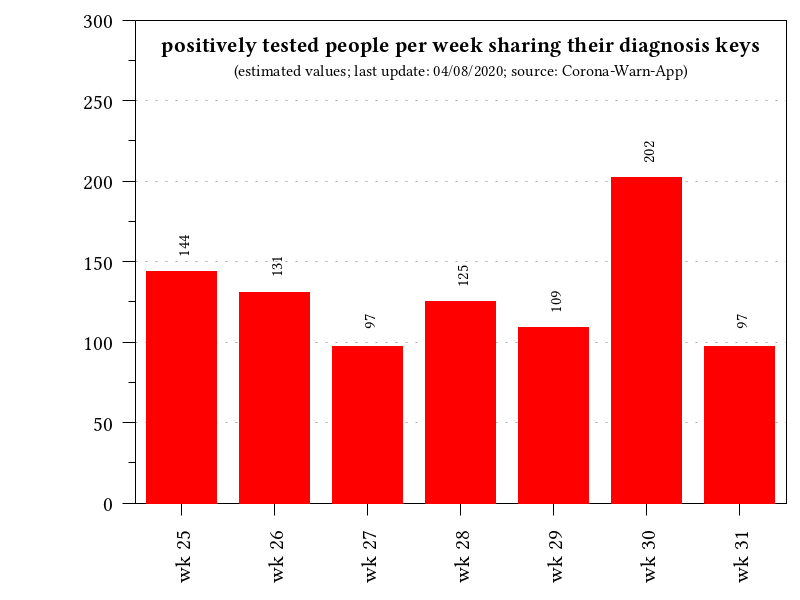 positively tested people per week sharing their diagnosis keys
(estimated values; last update: 04/08/2020; source: Corona-Warn-App)
300
250
200
150
100
50
0
144
131
97
125
109
202
97
wk 25
wk 26
wk 27
wk 28
wk 29
wk 30
wk 31